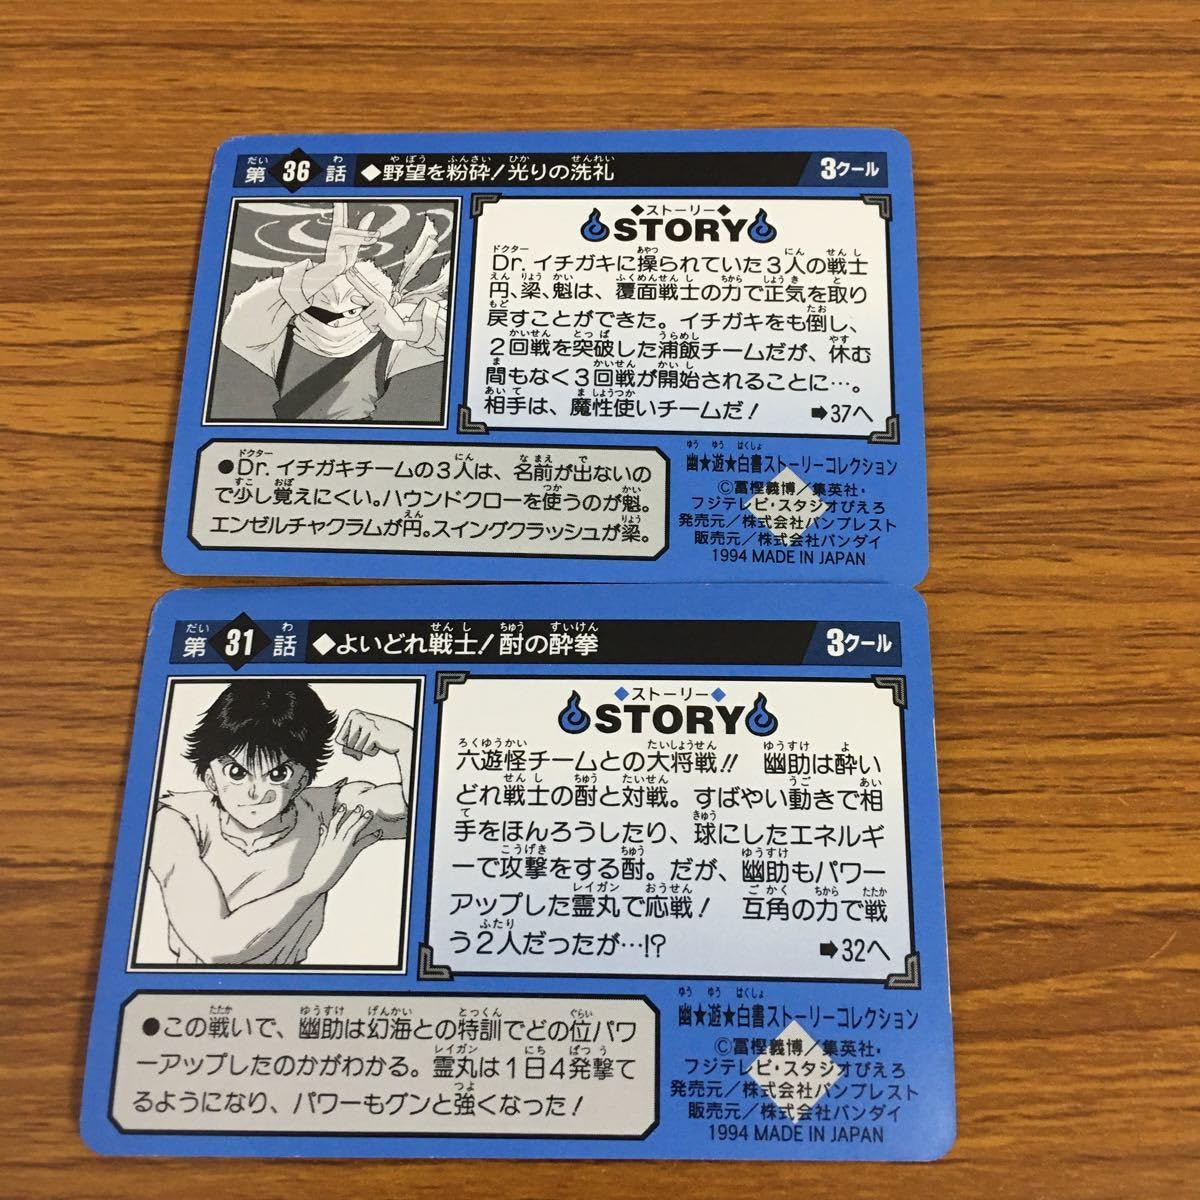 第36話 ◆野望を粉砕!光りの洗礼 3クール
◆ストーリー◆
STORY
Dr.イチガキに操られていた3人の戦士
円、梁、魁は、覆面戦士の力で正気を取り
戻すことができた。イチガキをも倒し、
2回戦を突破した浦飯チームだが、休む
間もなく3回戦が開始されることに…。
相手は、魔性使いチームだ! ➡37へ
●Dr.イチガキチームの3人は、名前が出ないの
で少し覚えにくい。ハウンドクローを使うのが魁。
エンゼルチャクラムが円。スイングクラッシュが梁。
幽★遊★白書ストーリーコレクション
©冨樫義博/集英社・
フジテレビ・スタジオぴえろ
発売元/株式会社バンプレスト
販売元/株式会社バンダイ
1994 MADE IN JAPAN
第31話 ◆よいどれ戦士!酎の酔拳 3クール
◆ストーリー◆
STORY
六遊怪チームとの大将戦!! 幽助は酔い
どれ戦士の酎と対戦。すばやい動きで相
手をほんろうしたり、球にしたエネルギ
ーで攻撃をする酎。だが、幽助もパワー
アップした霊丸で応戦! 互角の力で戦
う2人だったが…!? ➡32へ
●この戦いで、幽助は幻海との特訓でどの位パワ
ーアップしたのかがわかる。霊丸は1日4発撃て
るようになり、パワーもグンと強くなった!
幽★遊★白書ストーリーコレクション
©冨樫義博/集英社・
フジテレビ・スタジオぴえろ
発売元/株式会社バンプレスト
販売元/株式会社バンダイ
1994 MADE IN JAPAN